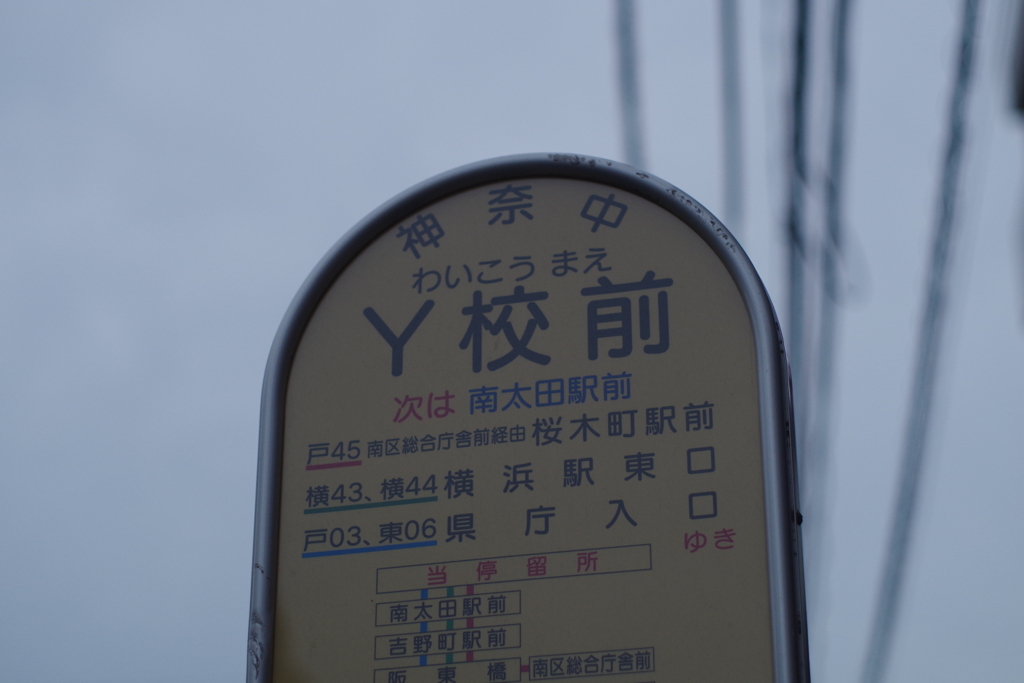 神奈中
わいこう まえ
Y校前
次は 南太田駅前
戸45 南区総合庁舎前経由 桜木町駅前
横43、横44 横浜駅東口
戸03、東06 県庁入口
ゆき
当停留所
南太田駅前
吉野町駅前
阪東橋 南区総合庁舎前